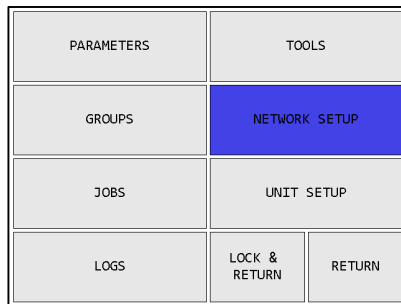 PARAMETERS
TOOLS
GROUPS
NETWORK SETUP
JOBS
UNIT SETUP
LOGS
LOCK &
RETURN
RETURN